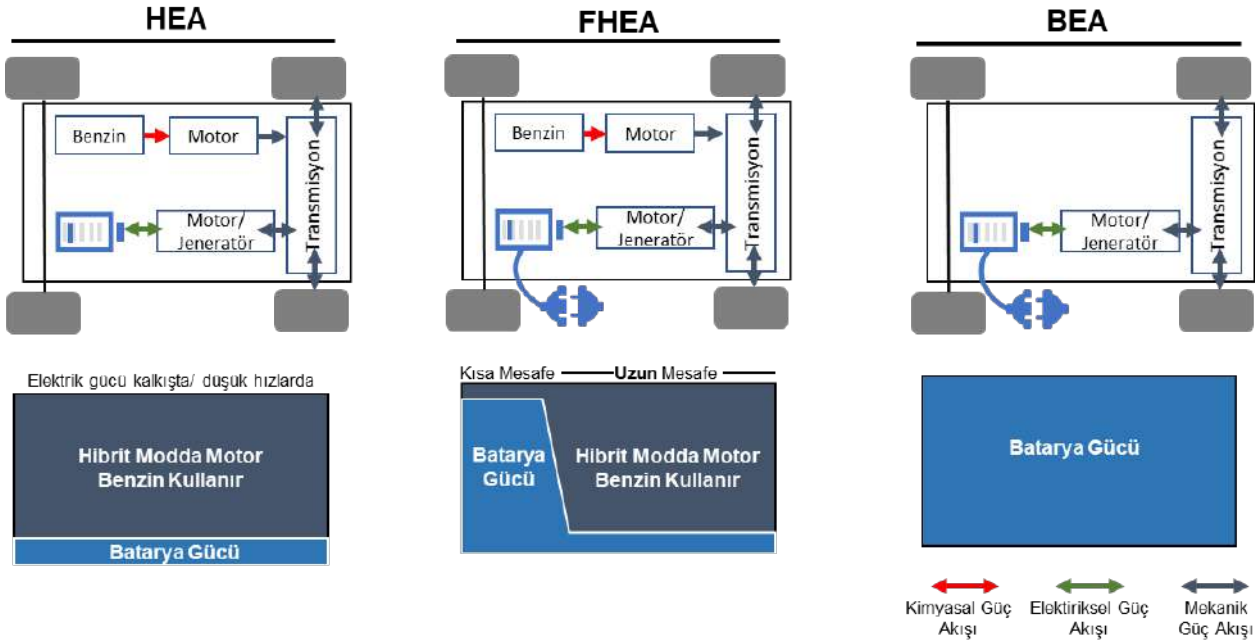 HEA
Benzin
Motor
Motor/
Jeneratör
Transmisyon
Elektrik gücü kalkışta/ düşük hızlarda
Hibrit Modda Motor
Benzin Kullanır
Batarya Gücü
FHEA
Benzin
Motor
Motor/
Jeneratör
Transmisyon
Kısa Mesafe
Uzun Mesafe
Batarya
Gücü
Hibrit Modda Motor
Benzin Kullanır
BEA
Motor/
Jeneratör
Transmisyon
Batarya Gücü
Kimyasal Güç
Akışı
Elektiriksel Güç
Akışı
Mekanik
Güç Akışı